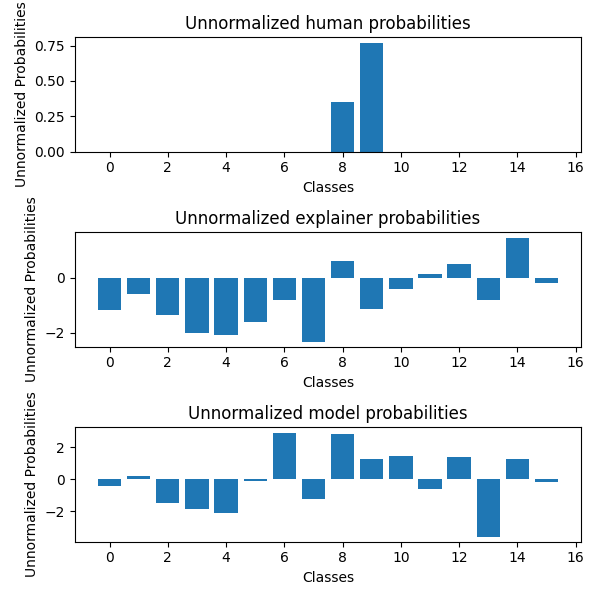 Unnormalized human probabilities
Unnormalized Probabilities
0.75
0.50
0.25
0.00
0 2 4 6 8 10 12 14 16
Classes
Unnormalized explainer probabilities
Unnormalized Probabilities
0
−2
0 2 4 6 8 10 12 14 16
Classes
Unnormalized model probabilities
Unnormalized Probabilities
2
0
−2
0 2 4 6 8 10 12 14 16
Classes